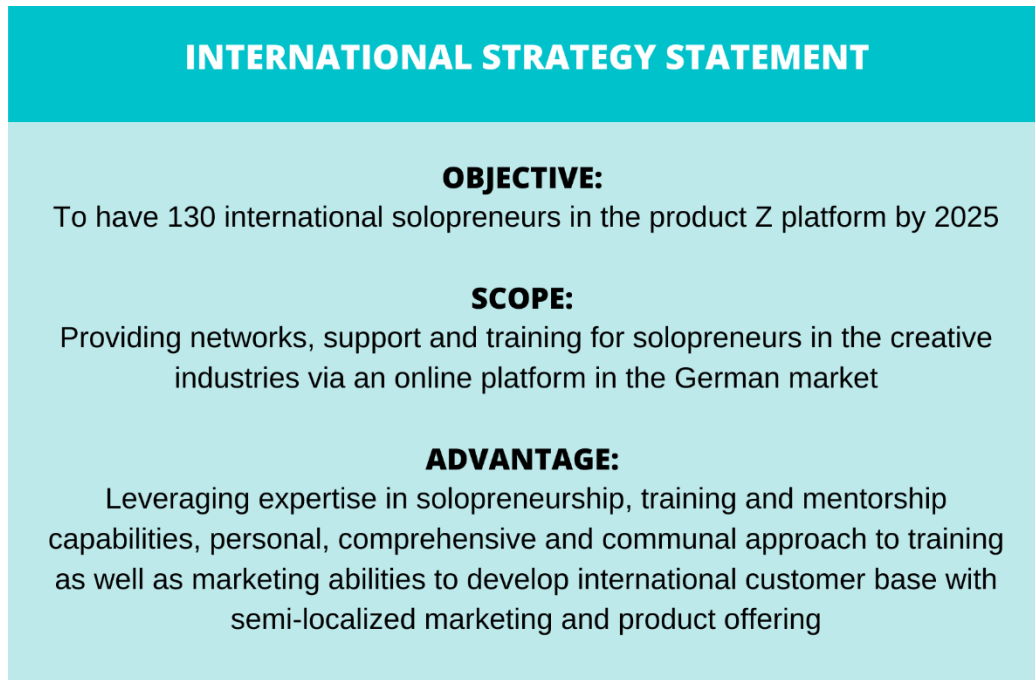 INTERNATIONAL STRATEGY STATEMENT
OBJECTIVE:
To have 130 international solopreneurs in the product Z platform by 2025
SCOPE:
Providing networks, support and training for solopreneurs in the creative
industries via an online platform in the German market
ADVANTAGE:
Leveraging expertise in solopreneurship, training and mentorship
capabilities, personal, comprehensive and communal approach to training
as well as marketing abilities to develop international customer base with
semi-localized marketing and product offering